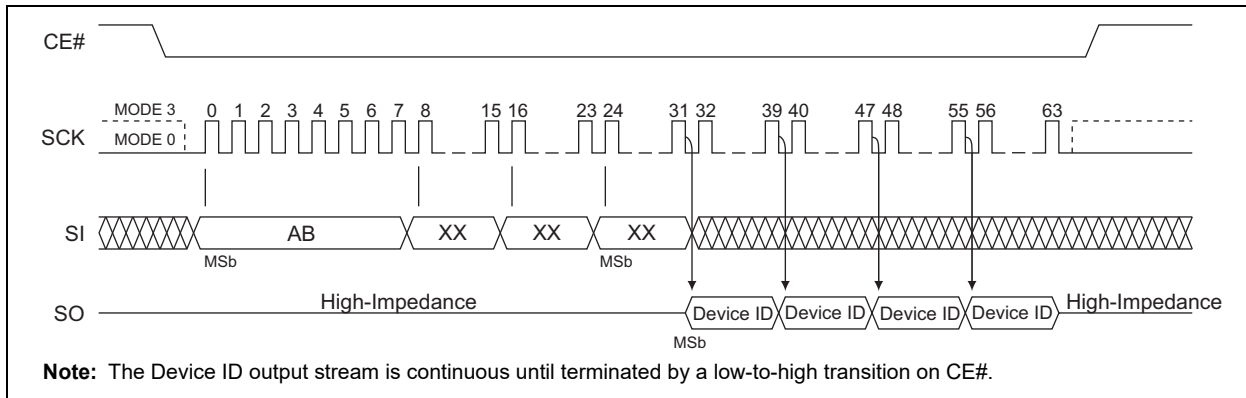 CE#
MODE 3
0 1 2 3 4 5 6 7 8 15 16 23 24 31 32 39 40 47 48 55 56 63
SCK
MODE 0
SI
AB XX XX XX
MSb MSb
High-Impedance
High-Impedance
SO
Device ID Device ID Device ID Device ID
MSb
Note: The Device ID output stream is continuous until terminated by a low-to-high transition on CE#.